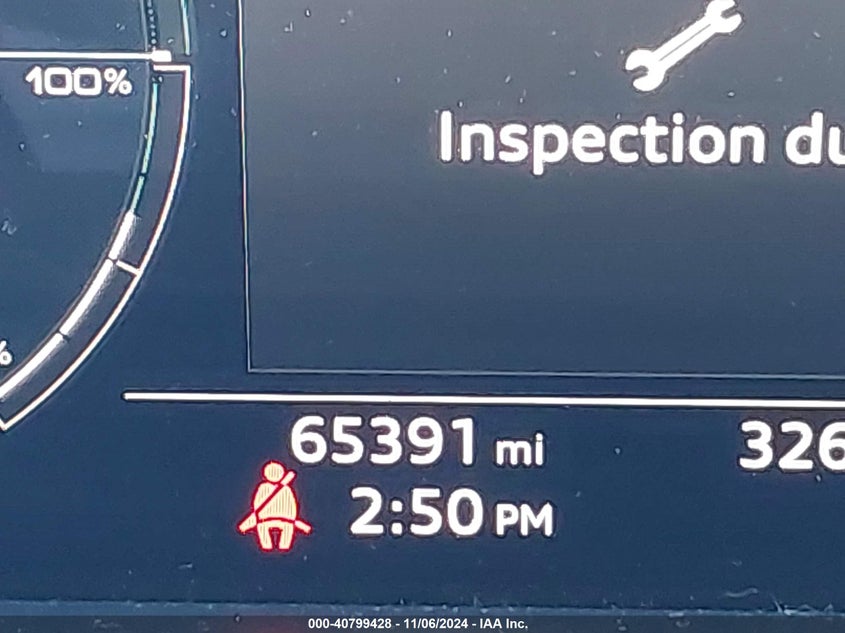 100%
Inspection du
%
65391 mi
326
2:50 PM
000-40799428 - 11/06/2024 - IAA Inc.